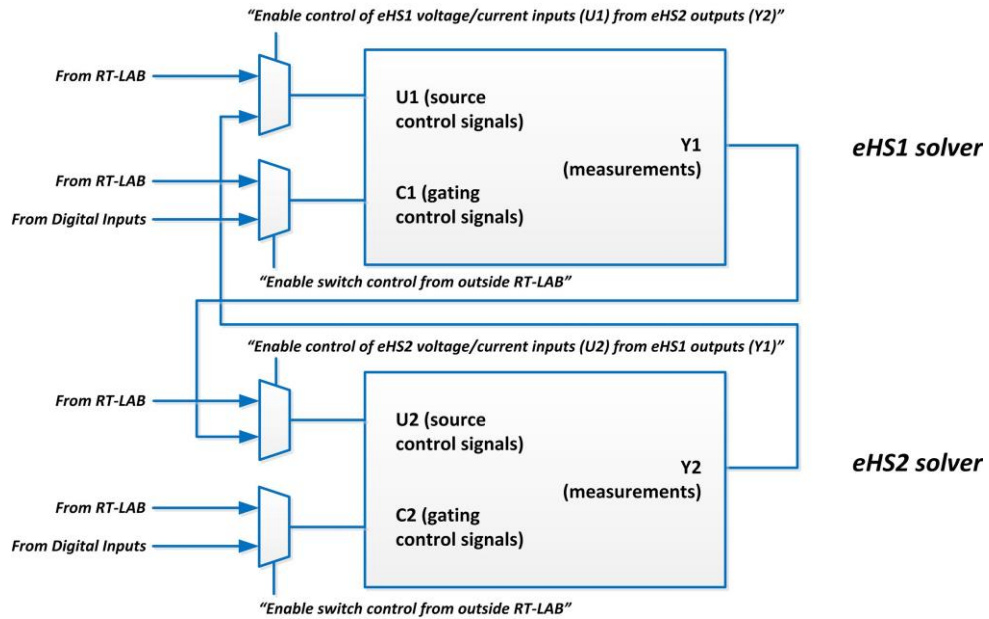 “Enable control of eHS1 voltage/current inputs (U1) from eHS2 outputs (Y2)”
From RT-LAB
U1 (source
control signals)
Y1
(measurements)
eHS1 solver
From RT-LAB
From Digital Inputs
C1 (gating
control signals)
“Enable switch control from outside RT-LAB”
“Enable control of eHS2 voltage/current inputs (U2) from eHS1 outputs (Y1)”
From RT-LAB
U2 (source
control signals)
Y2
(measurements)
eHS2 solver
From RT-LAB
From Digital Inputs
C2 (gating
control signals)
“Enable switch control from outside RT-LAB”